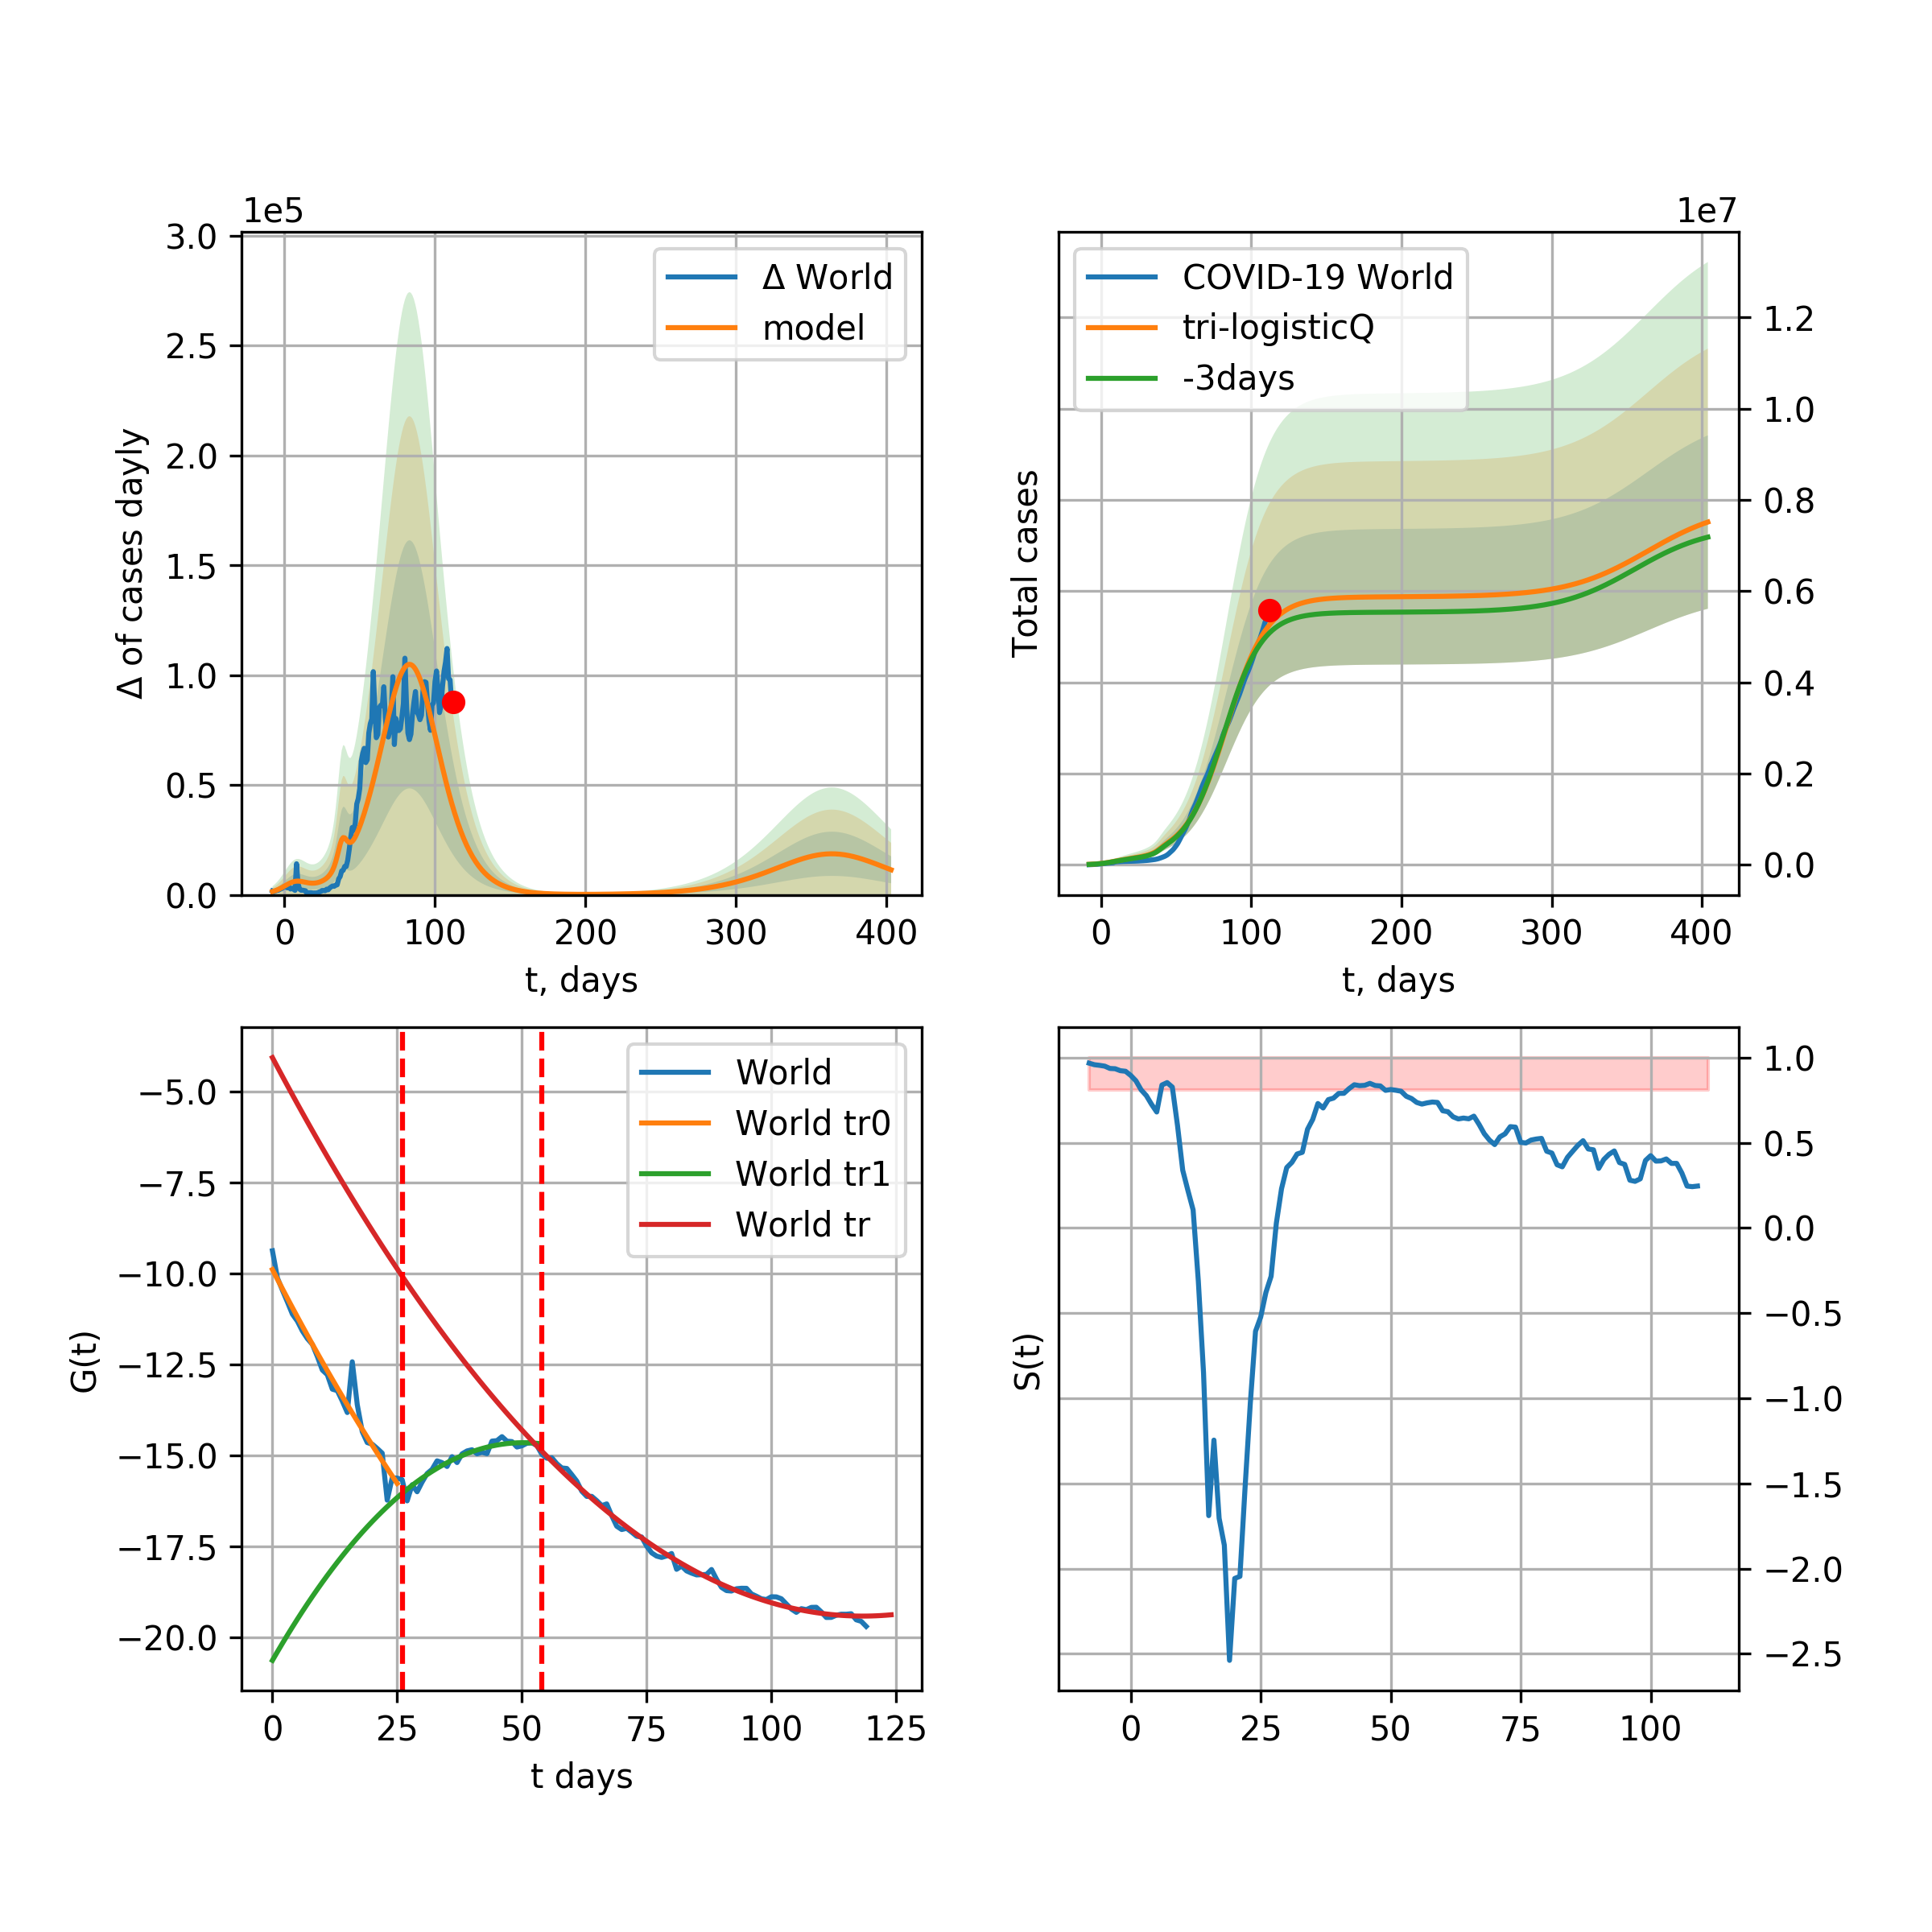 1e5
3.0
2.5
2.0
1.5
1.0
0.5
0.0
Δ of cases dayly
Δ World
model
0 100 200 300 400
t, days
1e7
COVID-19 World
tri-logisticQ
-3days
Total cases
1.2
1.0
0.8
0.6
0.4
0.2
0.0
0 100 200 300 400
t, days
G(t)
−5.0
−7.5
−10.0
−12.5
−15.0
−17.5
−20.0
World
World tr0
World tr1
World tr
0 25 50 75 100 125
t days
S(t)
1.0
0.5
0.0
−0.5
−1.0
−1.5
−2.0
−2.5
0 25 50 75 100